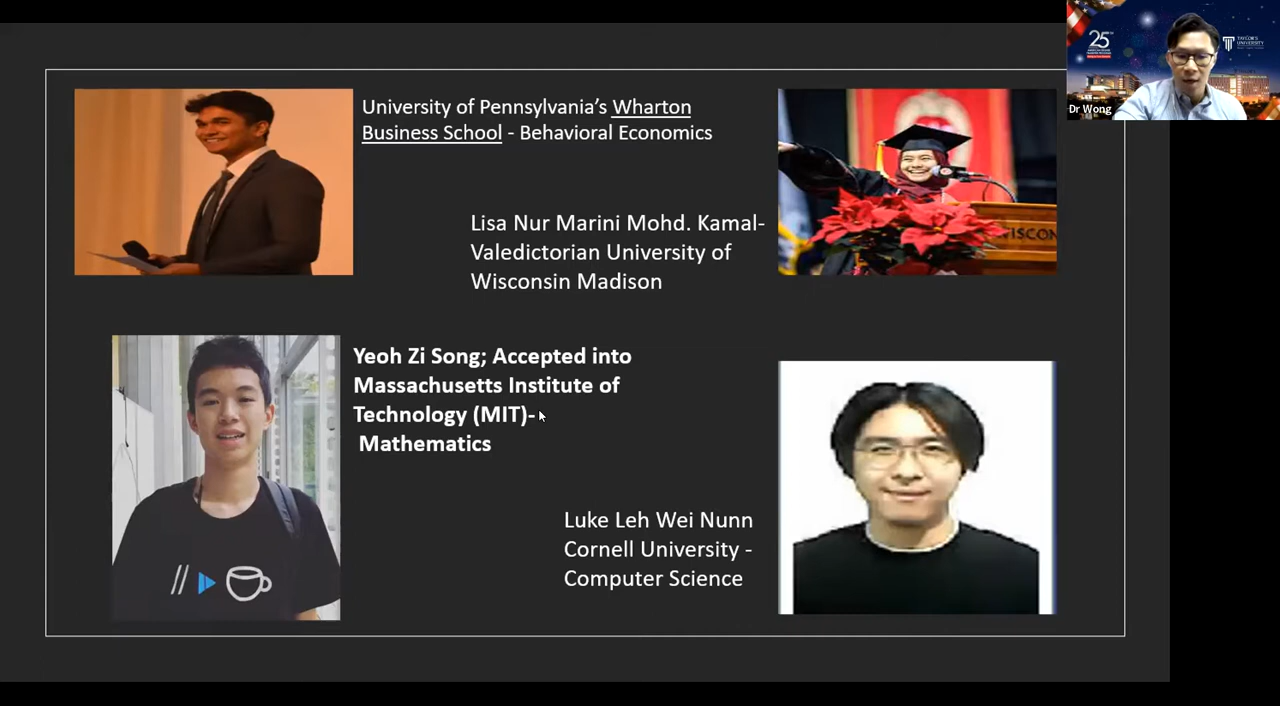 University of Pennsylvania's Wharton
Business School - Behavioral Economics
Lisa Nur Marini Mohd. Kamal-
Valedictorian University of
Wisconsin Madison
Yeoh Zi Song; Accepted into
Massachusetts Institute of
Technology (MIT)-
Mathematics
Luke Leh Wei Nunn
Cornell University -
Computer Science
25
TAYLOR'S
UNIVERSITY
Dr Wong